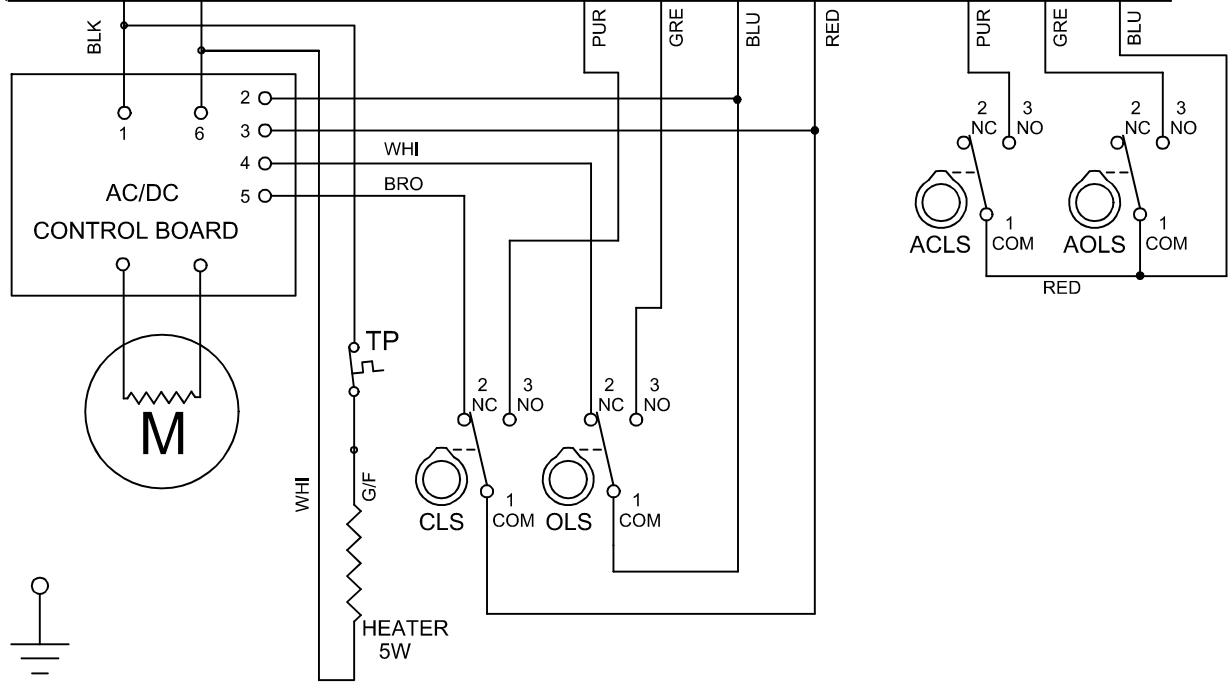 BLK
PUR
GRE
BLU
RED
PUR
GRE
BLU
1
6
2
3
4
5
WHI
BRO
AC/DC
CONTROL BOARD
2
NC
3
NO
ACLS
1
COM
2
NC
3
NO
AOLS
1
COM
RED
TP
M
WHI
G/F
2
NC
3
NO
CLS
1
COM
2
NC
3
NO
OLS
1
COM
HEATER
5W